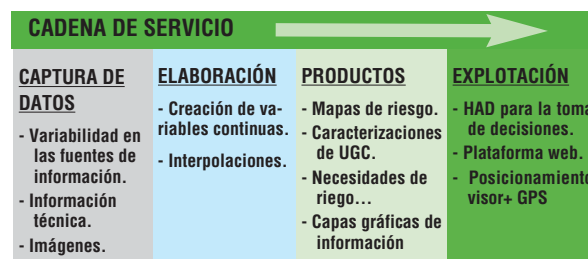 CADENA DE SERVICIO
CAPTURA DE
DATOS
- Variabilidad en
las fuentes de
información.
- Información
técnica.
- Imágenes.
ELABORACIÓN
- Creación de va-
riables continuas.
- Interpolaciones.
PRODUCTOS
- Mapas de riesgo.
- Caracterizaciones
de UGC.
- Necesidades de
riego...
- Capas gráficas de
información
EXPLOTACIÓN
- HAD para la toma
de decisiones.
- Plataforma web.
- Posicionamiento
visor+ GPS